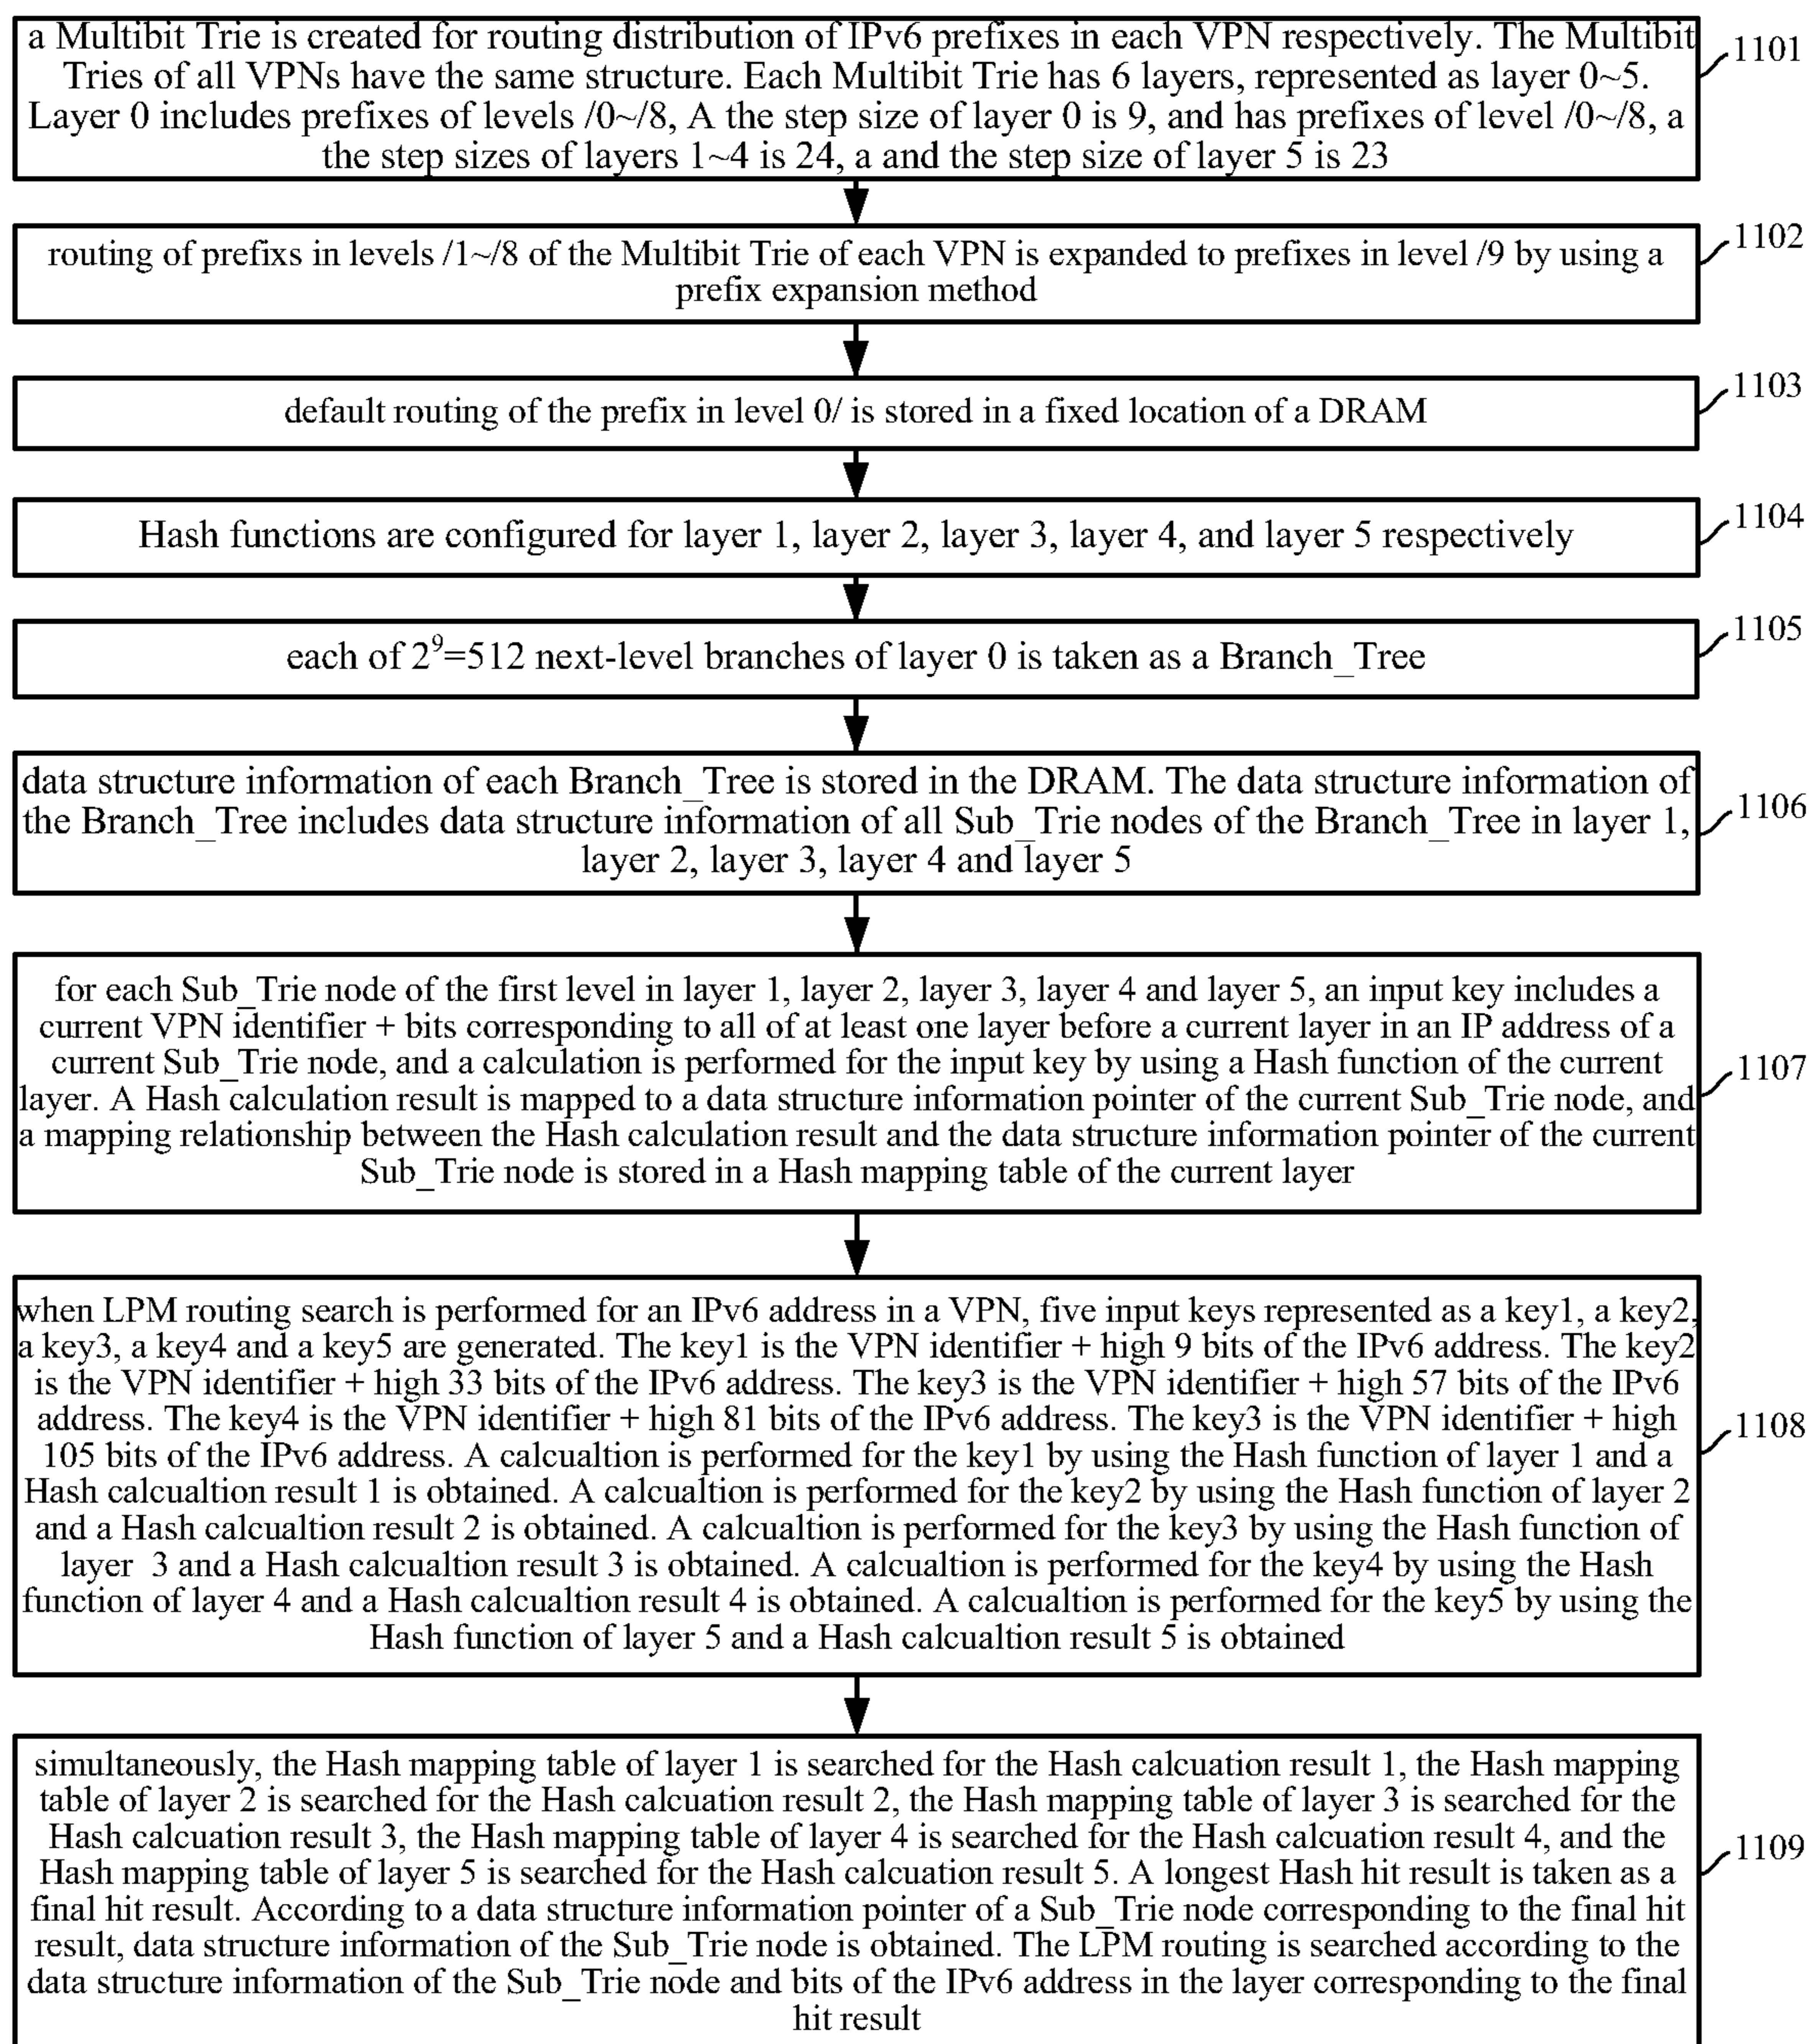 a Multibit Trie is created for routing distribution of IPv6 prefixes in each VPN respectively. The Multibit
Tries of all VPNs have the same structure. Each Multibit Trie has 6 layers, represented as layer 0~5.
Layer 0 includes prefixes of levels /0~/8, A the step size of layer 0 is 9, and has prefixes of level /0~/8, a
the step sizes of layers 1~4 is 24, a and the step size of layer 5 is 23
1101
routing of prefixs in levels /1~/8 of the Multibit Trie of each VPN is expanded to prefixes in level /9 by using a
prefix expansion method
1102
default routing of the prefix in level 0/ is stored in a fixed location of a DRAM
1103
Hash functions are configured for layer 1, layer 2, layer 3, layer 4, and layer 5 respectively
1104
each of 2⁹=512 next-level branches of layer 0 is taken as a Branch_Tree
1105
data structure information of each Branch_Tree is stored in the DRAM. The data structure information of
the Branch_Tree includes data structure information of all Sub_Trie nodes of the Branch_Tree in layer 1,
layer 2, layer 3, layer 4 and layer 5
1106
for each Sub_Trie node of the first level in layer 1, layer 2, layer 3, layer 4 and layer 5, an input key includes a
current VPN identifier + bits corresponding to all of at least one layer before a current layer in an IP address of a
current Sub_Trie node, and a calculation is performed for the input key by using a Hash function of the current
layer. A Hash calculation result is mapped to a data structure information pointer of the current Sub_Trie node, and
a mapping relationship between the Hash calculation result and the data structure information pointer of the current
Sub_Trie node is stored in a Hash mapping table of the current layer
1107
when LPM routing search is performed for an IPv6 address in a VPN, five input keys represented as a key1, a key2,
a key3, a key4 and a key5 are generated. The key1 is the VPN identifier + high 9 bits of the IPv6 address. The key2
is the VPN identifier + high 33 bits of the IPv6 address. The key3 is the VPN identifier + high 57 bits of the IPv6
address. The key4 is the VPN identifier + high 81 bits of the IPv6 address. The key3 is the VPN identifier + high
105 bits of the IPv6 address. A calcualtion is performed for the key1 by using the Hash function of layer 1 and a
Hash calcualtion result 1 is obtained. A calcualtion is performed for the key2 by using the Hash function of layer 2
and a Hash calcualtion result 2 is obtained. A calcualtion is performed for the key3 by using the Hash function of
layer 3 and a Hash calcualtion result 3 is obtained. A calcualtion is performed for the key4 by using the Hash
function of layer 4 and a Hash calcualtion result 4 is obtained. A calcualtion is performed for the key5 by using the
Hash function of layer 5 and a Hash calcualtion result 5 is obtained
1108
simultaneously, the Hash mapping table of layer 1 is searched for the Hash calcuation result 1, the Hash mapping
table of layer 2 is searched for the Hash calcuation result 2, the Hash mapping table of layer 3 is searched for the
Hash calcuation result 3, the Hash mapping table of layer 4 is searched for the Hash calcuation result 4, and the
Hash mapping table of layer 5 is searched for the Hash calcuation result 5. A longest Hash hit result is taken as a
final hit result. According to a data structure information pointer of a Sub_Trie node corresponding to the final hit
result, data structure information of the Sub_Trie node is obtained. The LPM routing is searched according to the
data structure information of the Sub_Trie node and bits of the IPv6 address in the layer corresponding to the final
hit result
1109